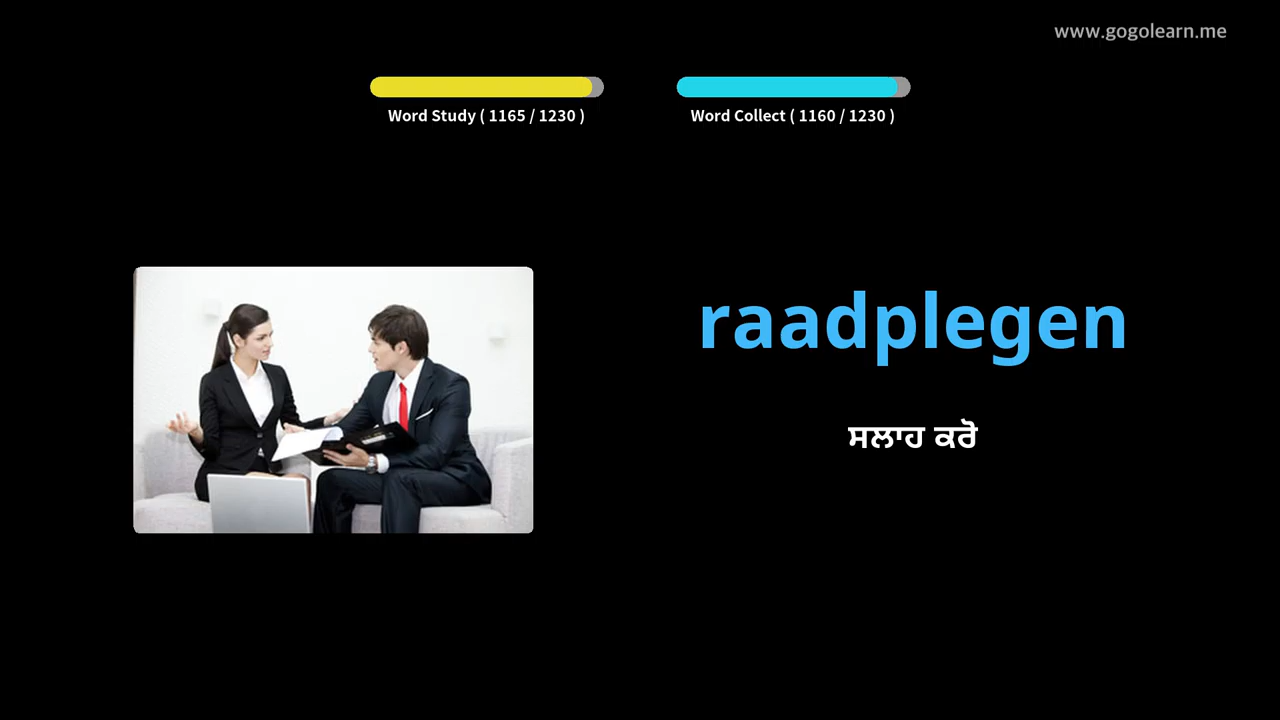 www.gogolearn.me
Word Study ( 1165 / 1230 )
Word Collect ( 1160 / 1230 )
raadplegen
ਸਲਾਹ ਕਰੋ